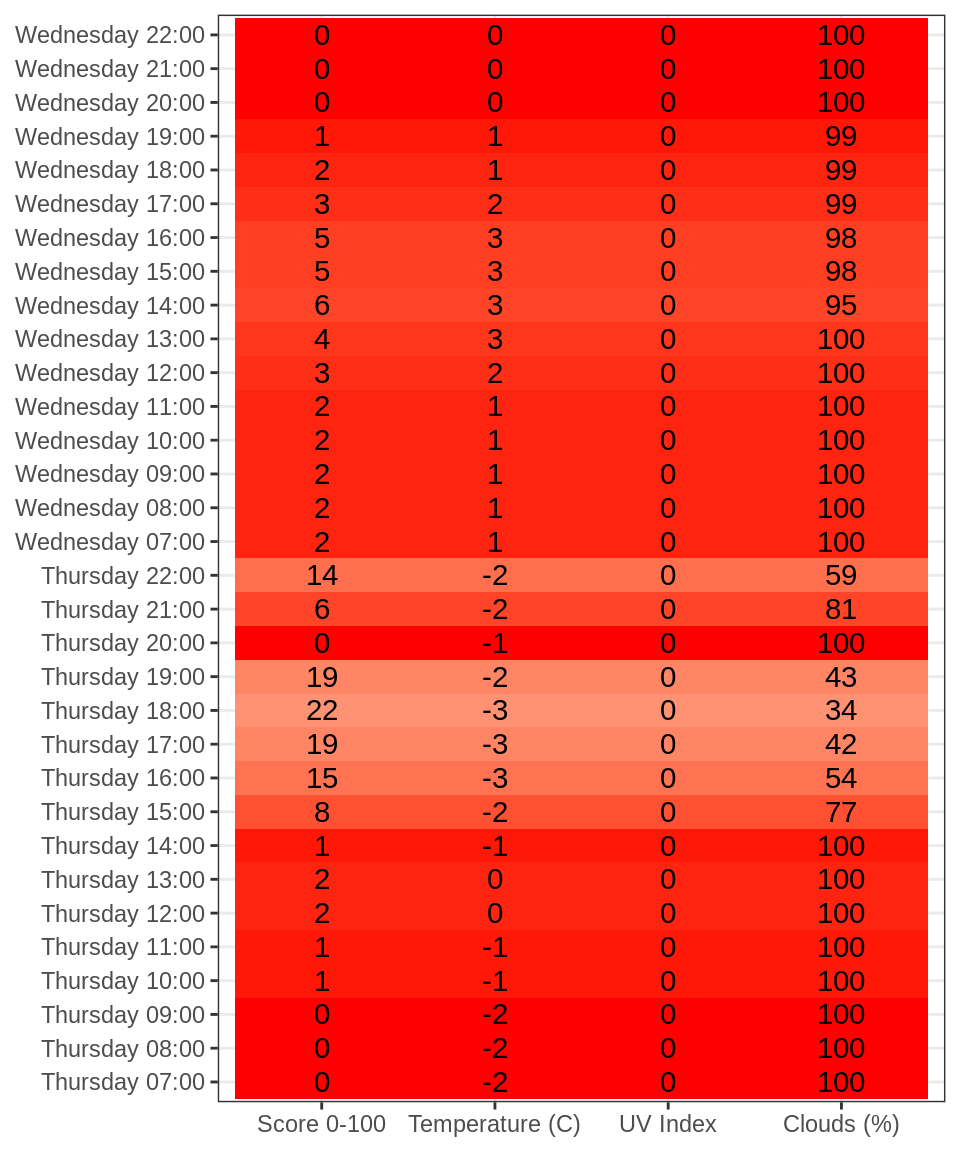 Wednesday 22:00 0 0 0 100
Wednesday 21:00 0 0 0 100
Wednesday 20:00 0 0 0 100
Wednesday 19:00 1 1 0 99
Wednesday 18:00 2 1 0 99
Wednesday 17:00 3 2 0 99
Wednesday 16:00 5 3 0 98
Wednesday 15:00 5 3 0 98
Wednesday 14:00 6 3 0 95
Wednesday 13:00 4 3 0 100
Wednesday 12:00 3 2 0 100
Wednesday 11:00 2 1 0 100
Wednesday 10:00 2 1 0 100
Wednesday 09:00 2 1 0 100
Wednesday 08:00 2 1 0 100
Wednesday 07:00 2 1 0 100
Thursday 22:00 14 -2 0 59
Thursday 21:00 6 -2 0 81
Thursday 20:00 0 -1 0 100
Thursday 19:00 19 -2 0 43
Thursday 18:00 22 -3 0 34
Thursday 17:00 19 -3 0 42
Thursday 16:00 15 -3 0 54
Thursday 15:00 8 -2 0 77
Thursday 14:00 1 -1 0 100
Thursday 13:00 2 0 0 100
Thursday 12:00 2 0 0 100
Thursday 11:00 1 -1 0 100
Thursday 10:00 1 -1 0 100
Thursday 09:00 0 -2 0 100
Thursday 08:00 0 -2 0 100
Thursday 07:00 0 -2 0 100
Score 0-100 Temperature (C) UV Index Clouds (%)